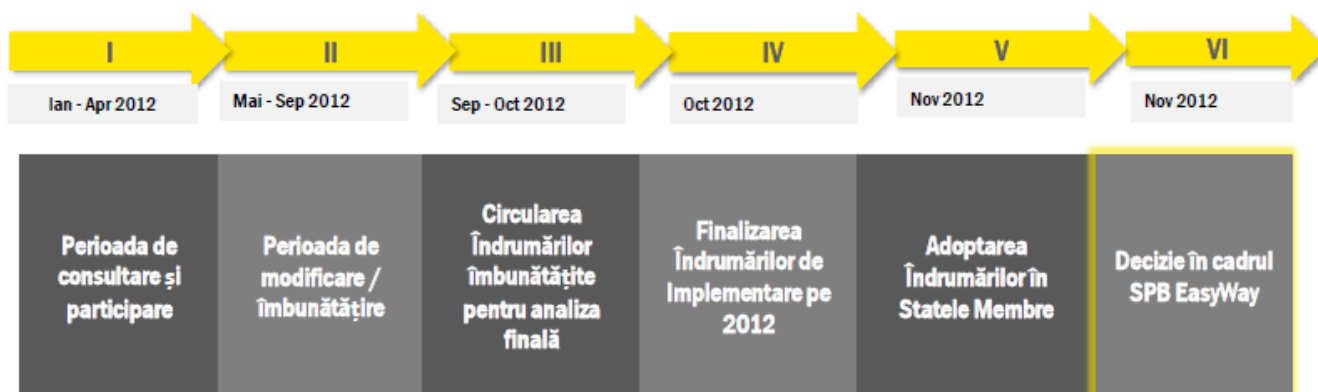 I
II
III
IV
V
VI
Ian - Apr 2012
Mai - Sep 2012
Sep - Oct 2012
Oct 2012
Nov 2012
Nov 2012
Perioada de
consultare și
participare
Perioada de
modificare /
îmbunătățire
Circularea
Îndrumărilor
îmbunătățite
pentru analiza
finală
Finalizarea
Îndrumărilor de
Implementare pe
2012
Adoptarea
Îndrumărilor în
Statele Membre
Decizie în cadrul
SPB EasyWay